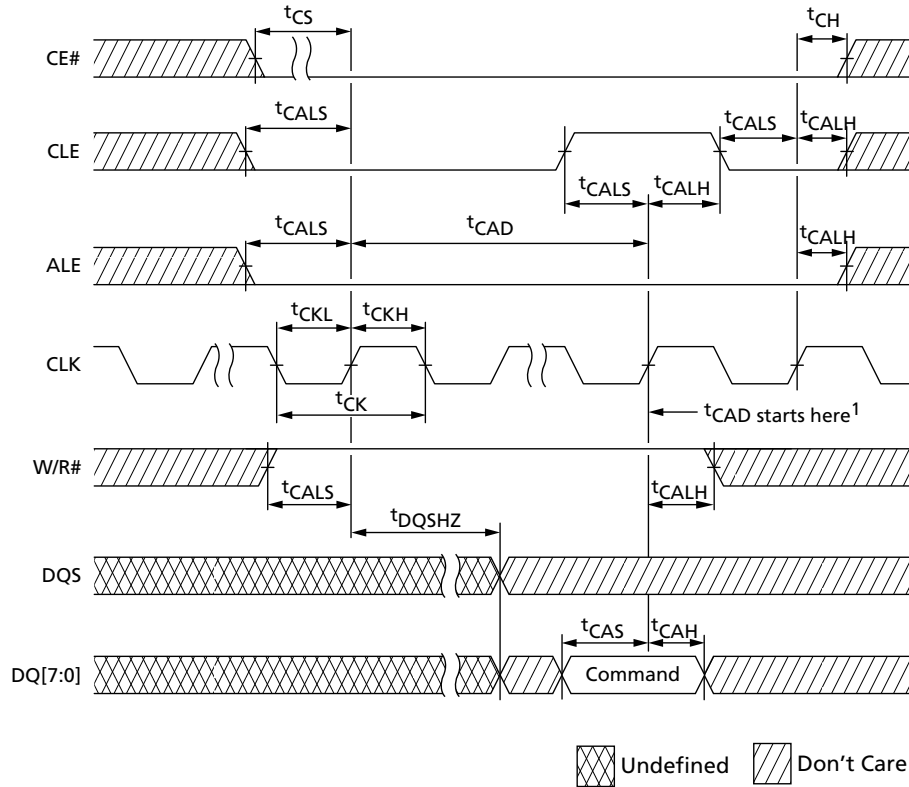 tCS
tCH
CE#
tCALS
tCALS
tCALH
CLE
tCALS
tCALH
tCALS
tCAD
tCALH
ALE
tCKL
tCKH
CLK
tCK
tCAD starts here1
W/R#
tCALS
tCALH
tDQSHZ
DQS
tCAS
tCAH
DQ[7:0]
Command
Undefined
Don't Care